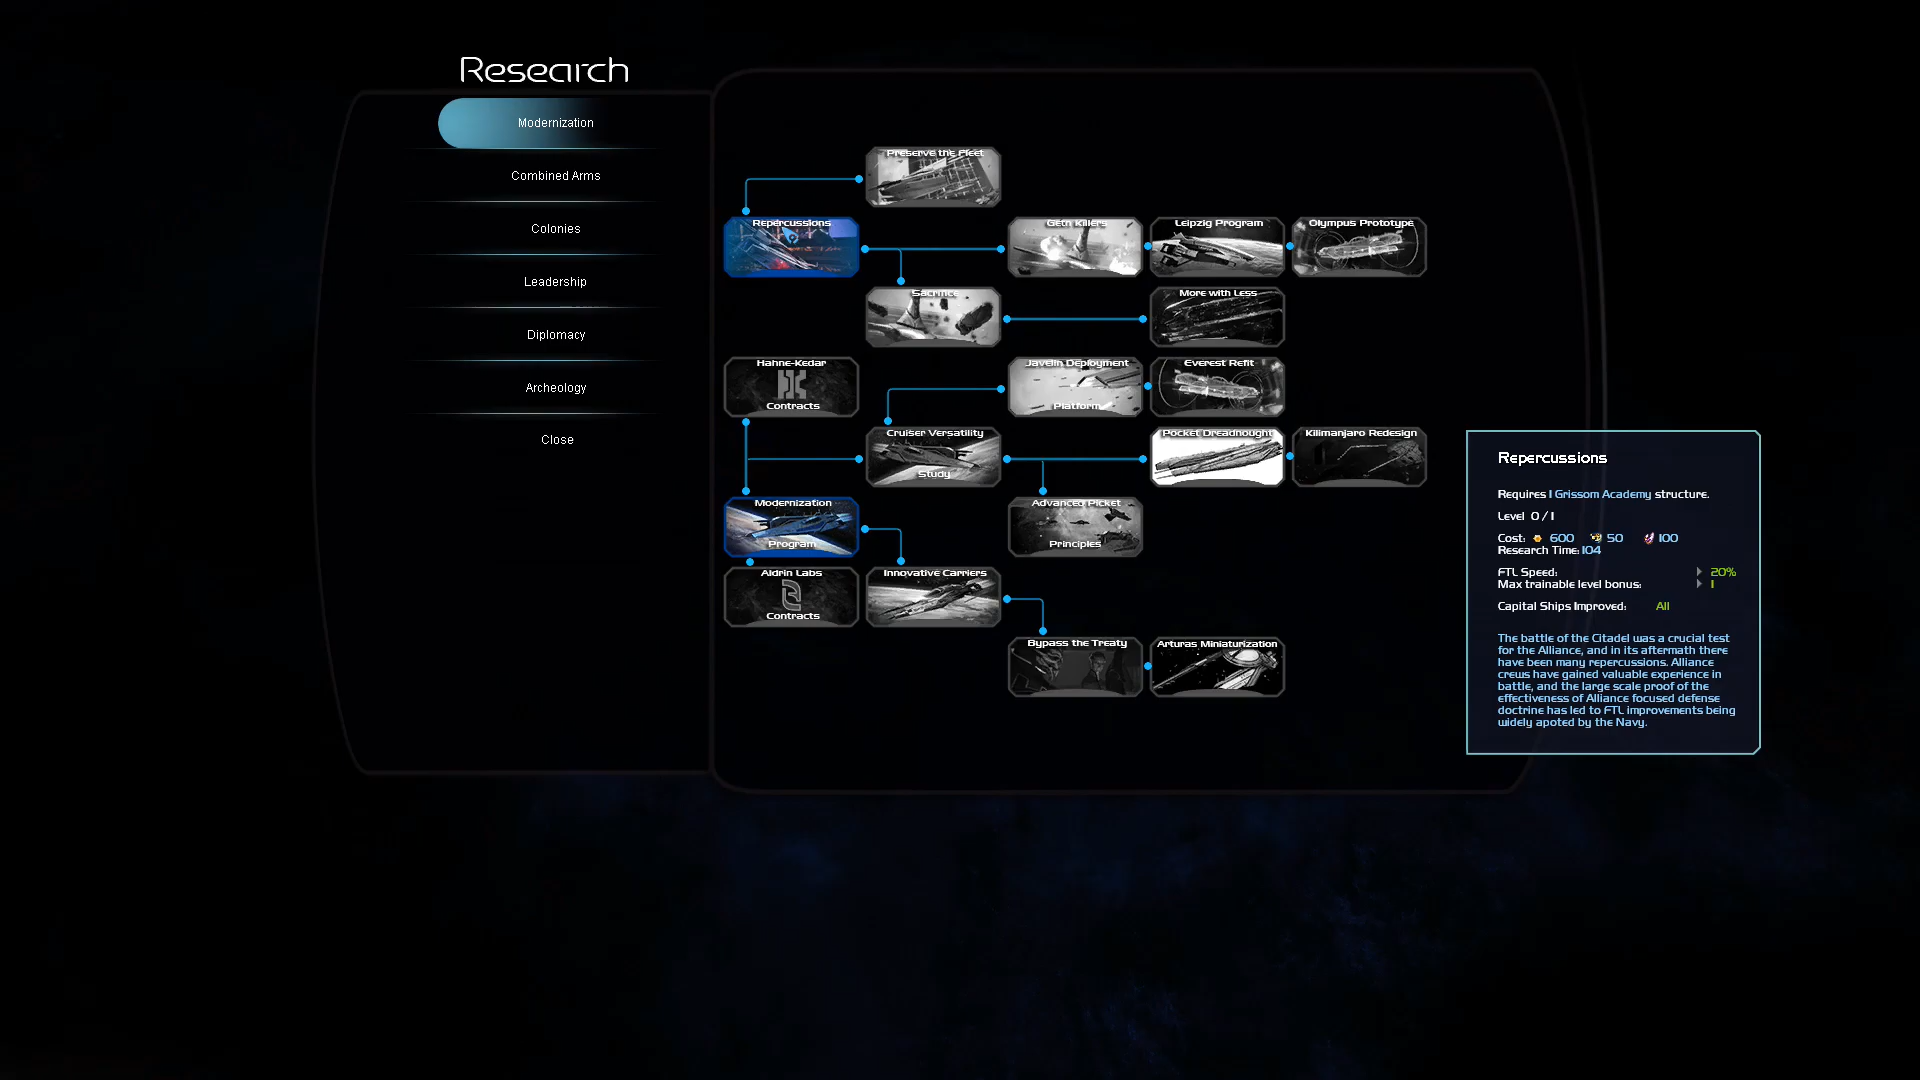 Research
Modernization
Combined Arms
Colonies
Leadership
Diplomacy
Archeology
Close
Preserve the Fleet
Repercussions
Geth Killers
Leipzig Program
Olympus Prototype
Sacrifice
More with Less
Hahne-Kedar
Contracts
Javelin Deployment
Platform
Everest Refit
Cruiser Versatility
Study
Pocket Dreadnought
Kilimanjaro Redesign
Modernization
Program
Advanced Picket
Principles
Aldrin Labs
Contracts
Innovative Carriers
Bypass the Treaty
Arturas Miniaturization
Repercussions
Requires 1 Grissom Academy structure.
Level 0 / 1
Cost: 600 50 100
Research Time: 104
FTL Speed: 20%
Max trainable level bonus: 1
Capital Ships Improved: All
The battle of the Citadel was a crucial test
for the Alliance, and in its aftermath there
have been many repercussions. Alliance
crews have gained valuable experience in
battle, and the large scale proof of the
effectiveness of Alliance focused defense
doctrine has led to FTL improvements being
widely apoted by the Navy.